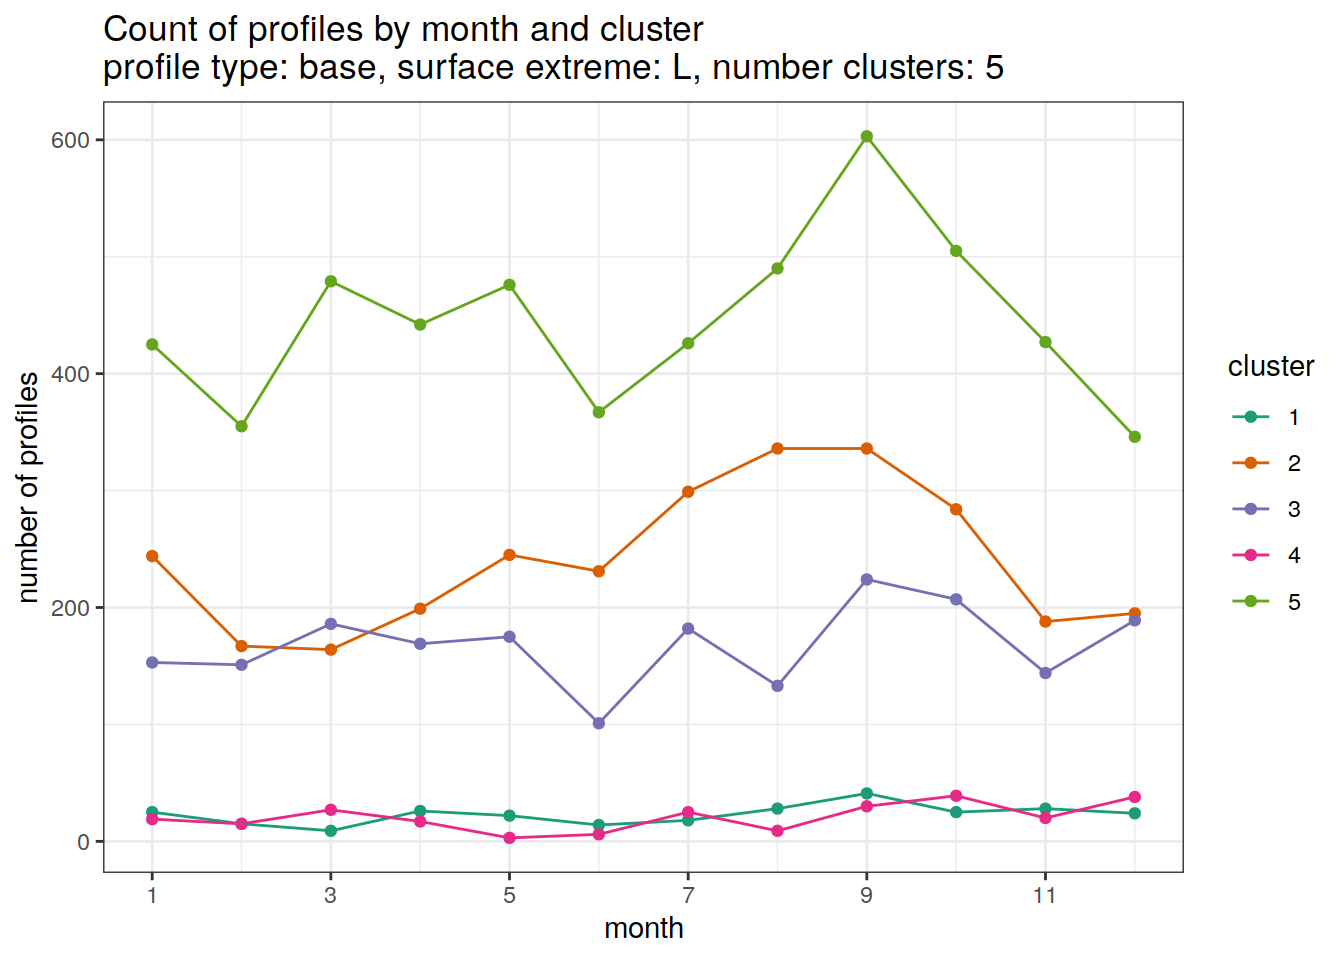 Count of profiles by month and cluster
profile type: base, surface extreme: L, number clusters: 5
number of profiles
600
400
200
0
1 3 5 7 9 11
month
cluster
1
2
3
4
5